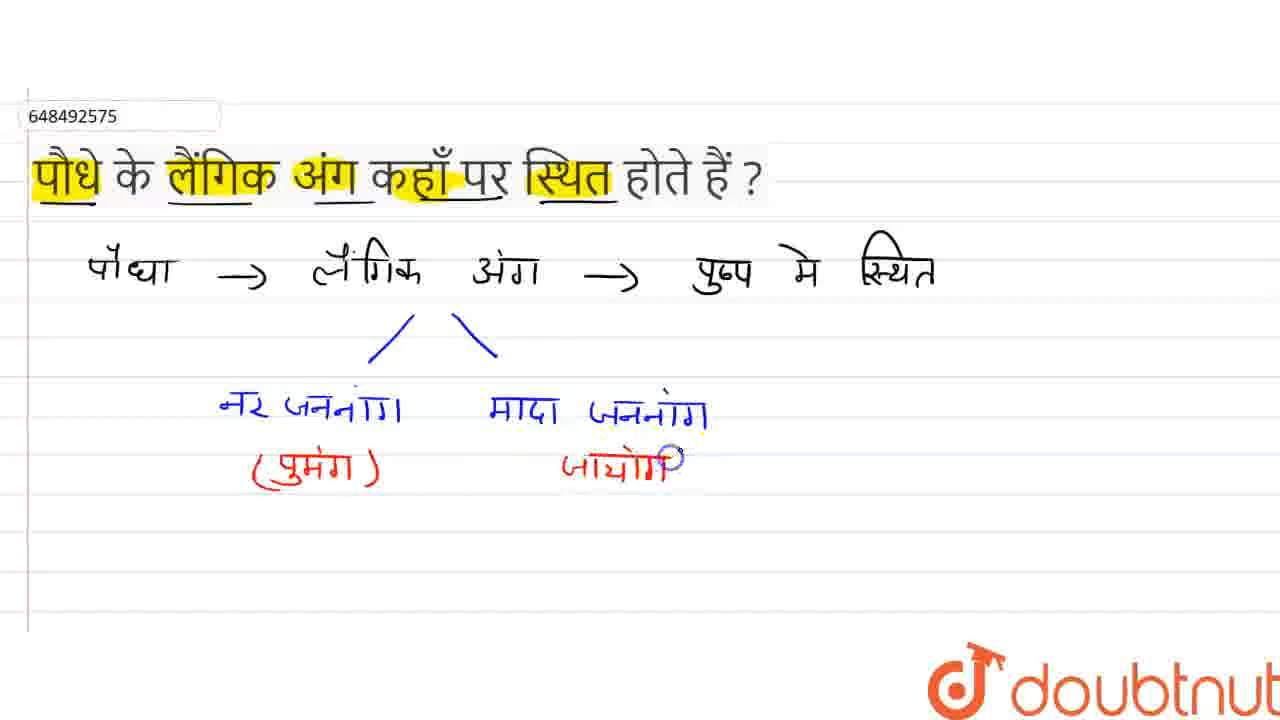 648492575
पौधे के लैंगिक अंग कहाँ पर स्थित होते हैं ?
पौधा → लैंगिक अंग → पुष्प मे स्थित
नर जननांग मादा जननांग
(पुमंग) जायांग
doubtnut